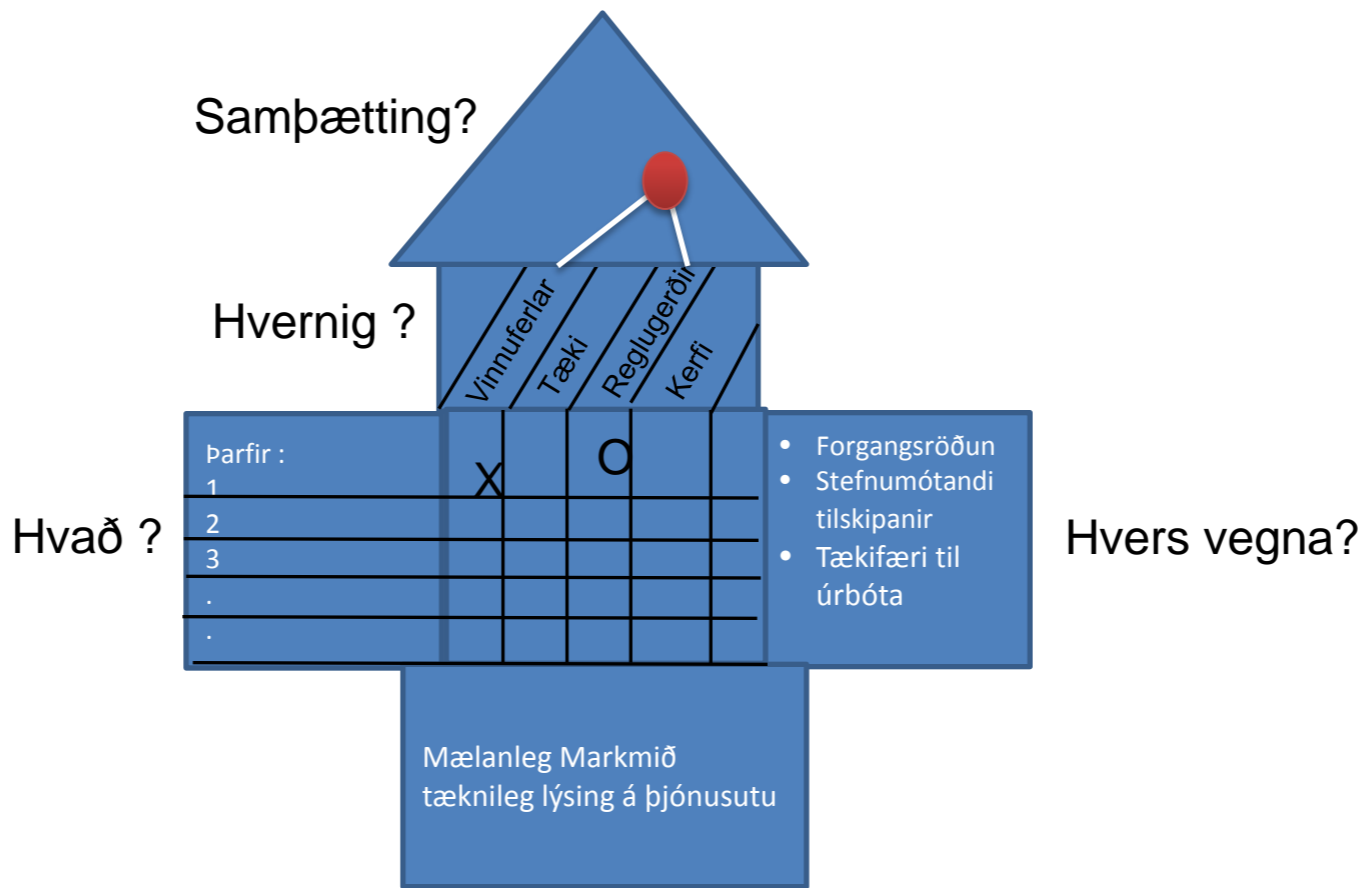 Samþætting?
Hvernig ?
Vinnuferlar
Tæki
Reglugerðir
Kerfi
Hvað ?
Þarfir :
1
2
3
.
.
X
O
• Forgangsröðun
• Stefnumótandi
tilskipanir
• Tækifæri til
úrbóta
Hvers vegna?
Mælanleg Markmið
tæknileg lýsing á þjónusutu